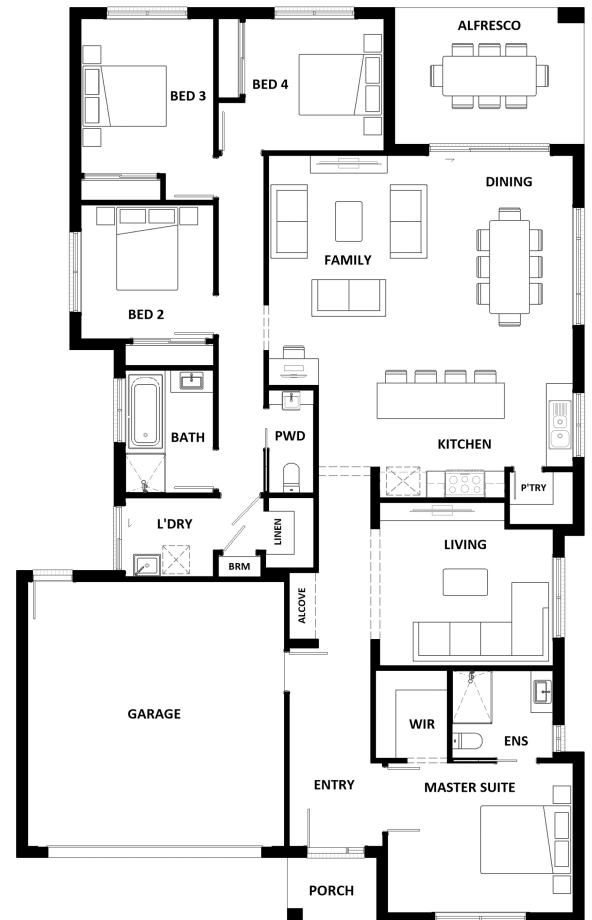 ALFRESCO
BED 3
BED 4
DINING
FAMILY
BED 2
BATH
PWD
KITCHEN
P'TRY
L'DRY
LINEN
LIVING
BRM
ALCOVE
GARAGE
WIR
ENS
ENTRY
MASTER SUITE
PORCH